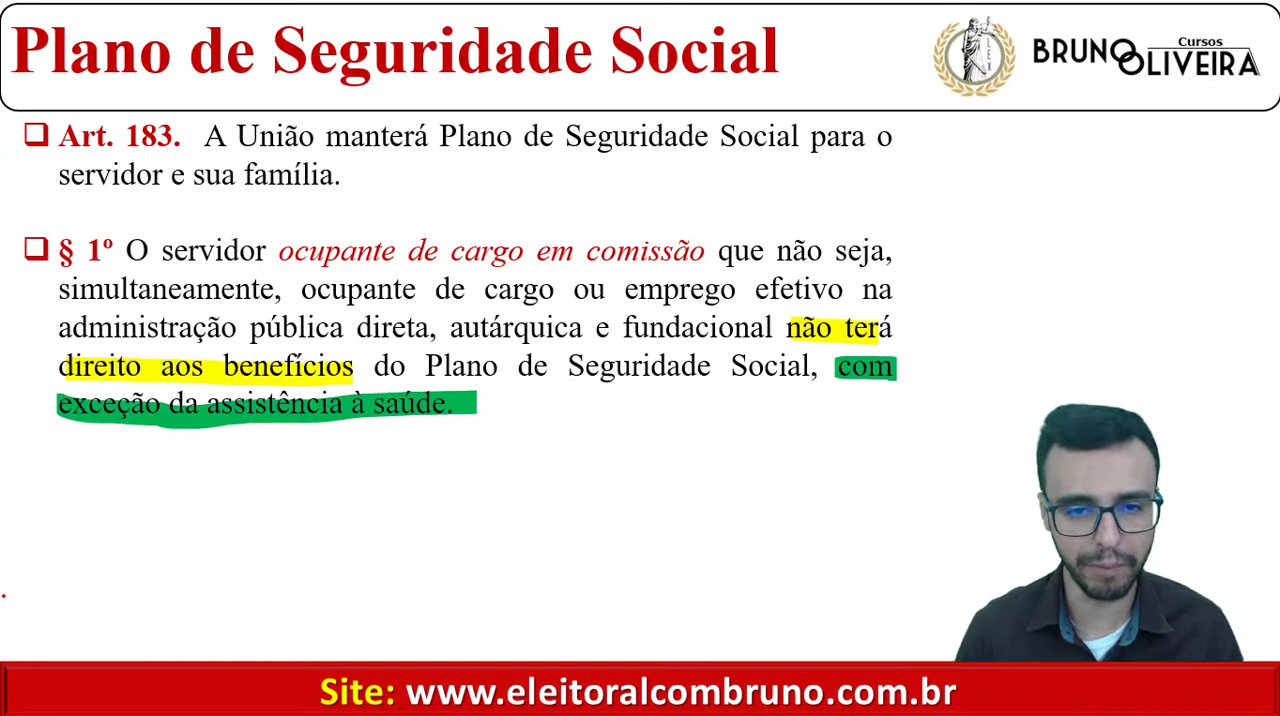 Plano de Seguridade Social
Cursos
BRUNO
OLIVEIRA
LEX
Art. 183. A União manterá Plano de Seguridade Social para o
servidor e sua família.
§ 1º O servidor ocupante de cargo em comissão que não seja,
simultaneamente, ocupante de cargo ou emprego efetivo na
administração pública direta, autárquica e fundacional não terá
direito aos benefícios do Plano de Seguridade Social, com
exceção da assistência à saúde.
Site: www.eleitoralcombruno.com.br